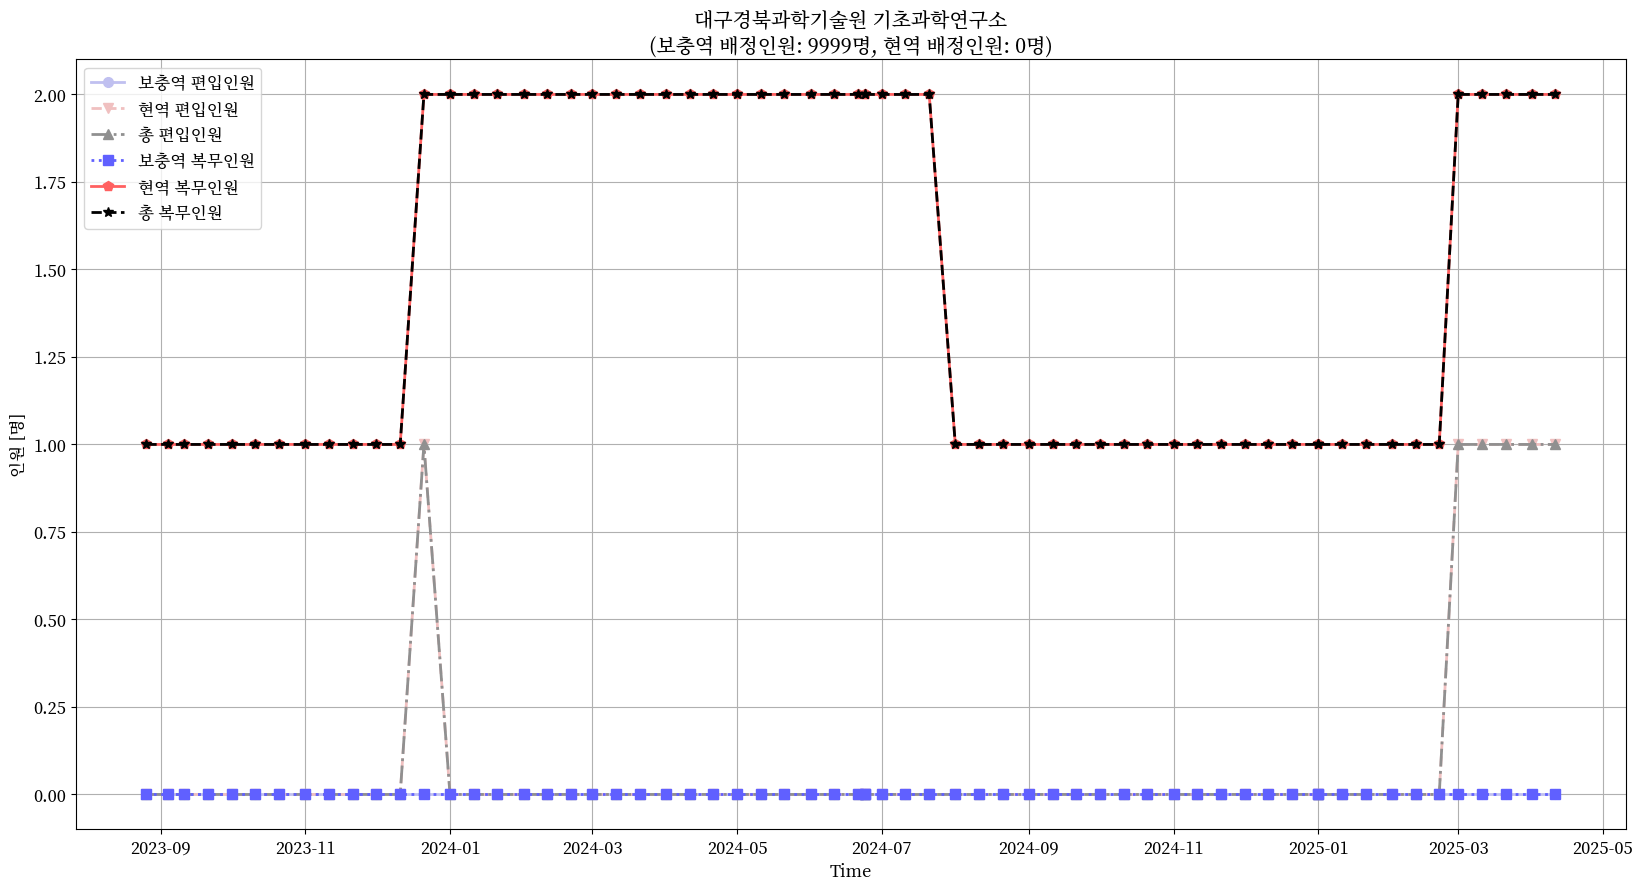 대구경북과학기술원 기초과학연구소
(보충역 배정인원: 9999명, 현역 배정인원: 0명)
보충역 편입인원
현역 편입인원
총 편입인원
보충역 복무인원
현역 복무인원
총 복무인원
2.00
1.75
1.50
1.25
1.00
0.75
0.50
0.25
0.00
인원 [명]
2023-09
2023-11
2024-01
2024-03
2024-05
2024-07
2024-09
2024-11
2025-01
2025-03
2025-05
Time